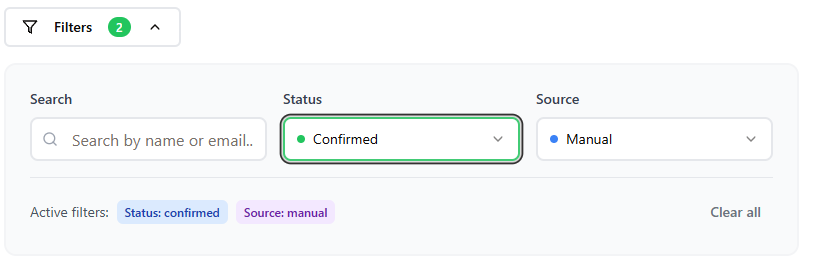 Filters 2
Search Status Source
Search by name or email.. Confirmed Manual
Active filters: Status: confirmed Source: manual Clear all